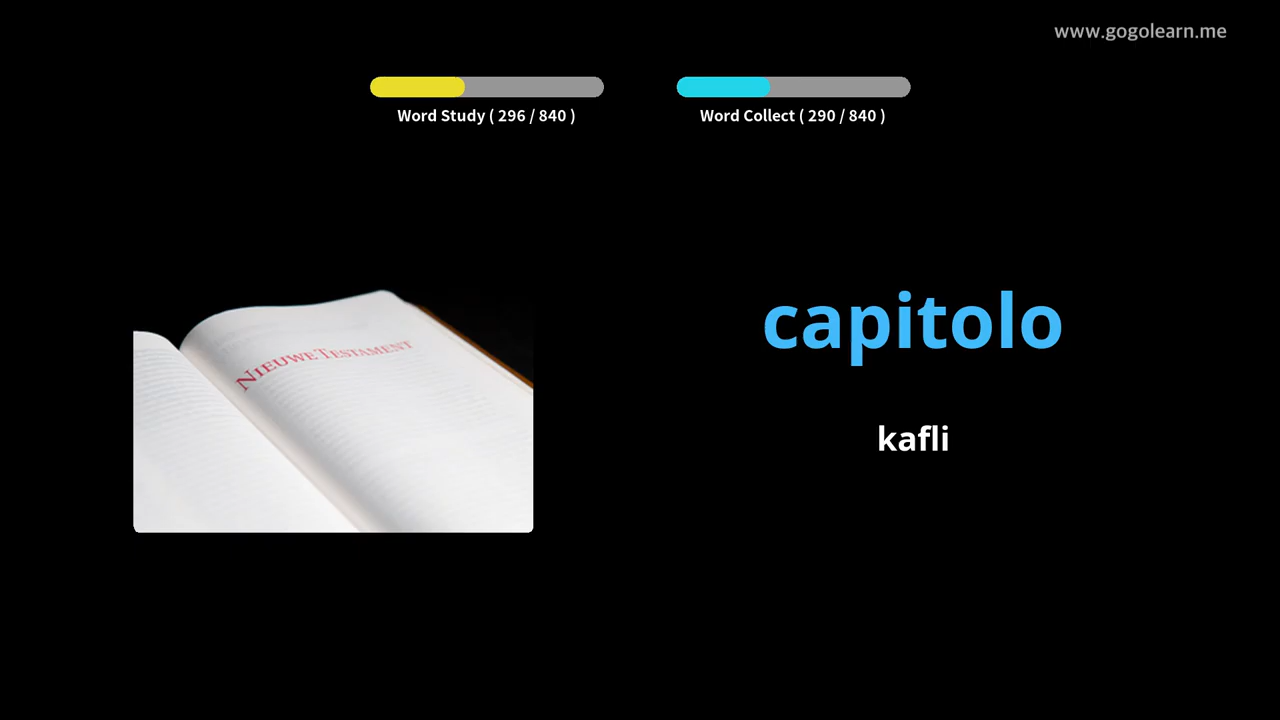 www.gogolearn.me
Word Study ( 296 / 840 )
Word Collect ( 290 / 840 )
NIEUWE TESTAMENT
capitolo
kafli